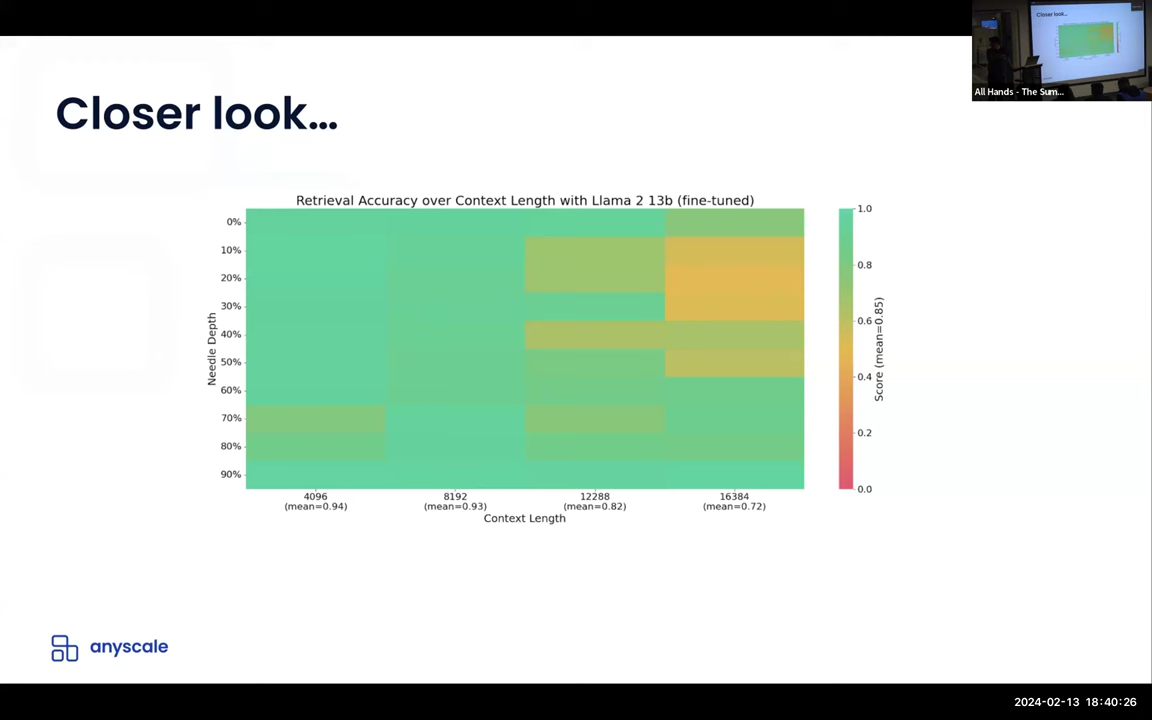 Closer look...
All Hands - The Sum...
Closer look...
Retrieval Accuracy over Context Length with Llama 2 13b (fine-tuned)
Needle Depth
0%
10%
20%
30%
40%
50%
60%
70%
80%
90%
4096
(mean=0.94)
8192
(mean=0.93)
12288
(mean=0.82)
16384
(mean=0.72)
Context Length
1.0
0.8
0.6
0.4
0.2
0.0
Score (mean=0.85)
anyscale
2024-02-13 18:40:26